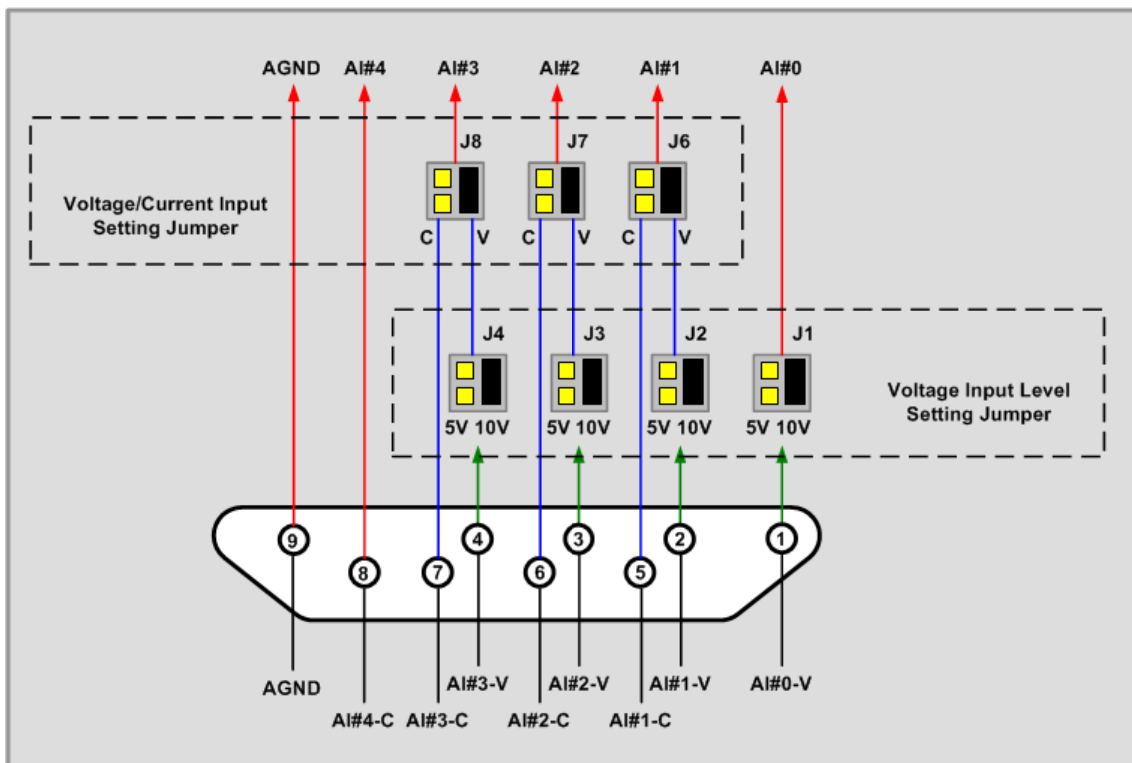 AGND AI#4 AI#3 AI#2 AI#1 AI#0
J8 J7 J6
Voltage/Current Input
Setting Jumper
C V C V C V
J4 J3 J2 J1
Voltage Input Level
Setting Jumper
5V 10V 5V 10V 5V 10V 5V 10V
9 4 3 2 1
8 7 6 5
AGND AI#3-V AI#2-V AI#1-V AI#0-V
AI#4-C AI#3-C AI#2-C AI#1-C